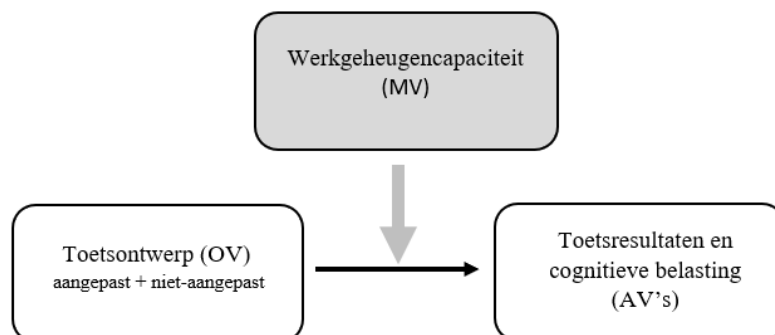 Werkgeheugencapaciteit
(MV)
Toetsontwerp (OV)
aangepast + niet-aangepast
Toetsresultaten en
cognitieve belasting
(AV’s)